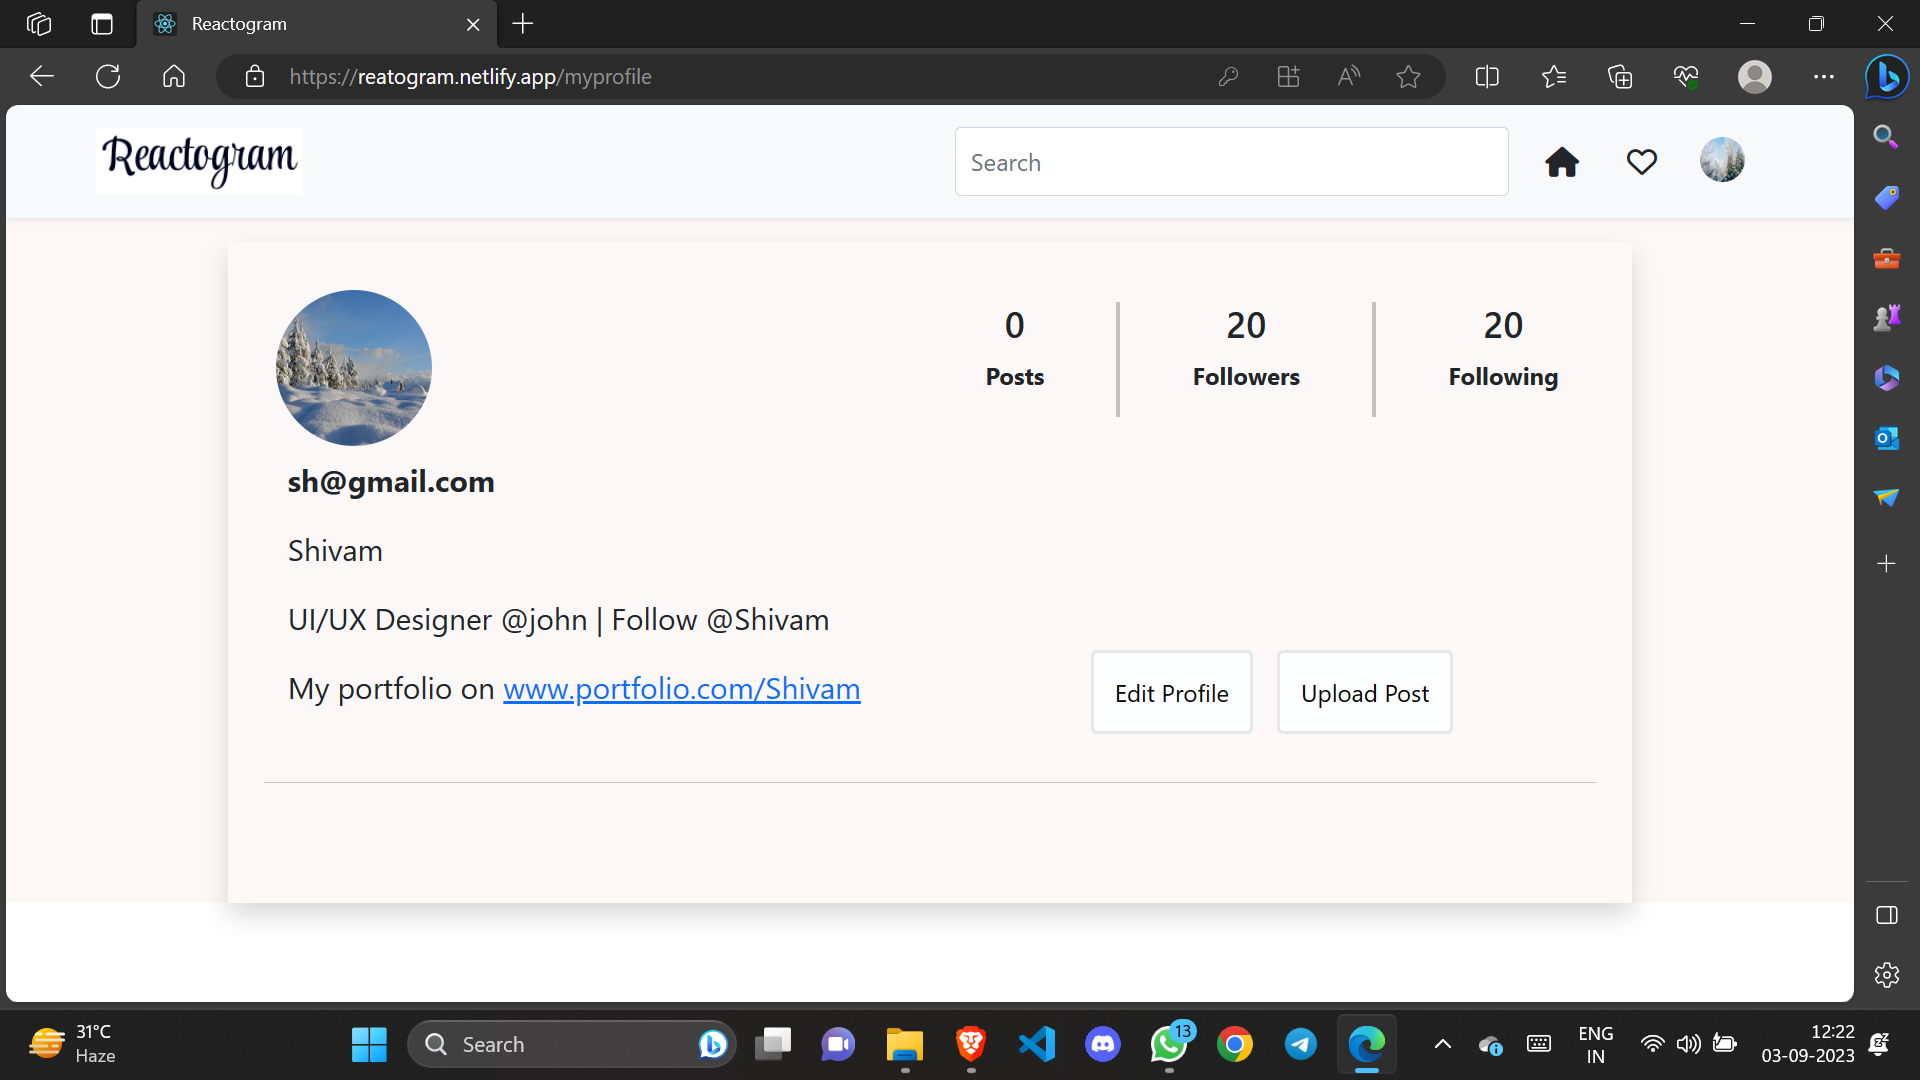 Reactogram
https://reatogram.netlify.app/myprofile
Reactogram
Search
0
Posts
20
Followers
20
Following
sh@gmail.com
Shivam
UI/UX Designer @john | Follow @Shivam
My portfolio on www.portfolio.com/Shivam
Edit Profile
Upload Post
31°C
Haze
Search
13
ENG
IN
12:22
03-09-2023